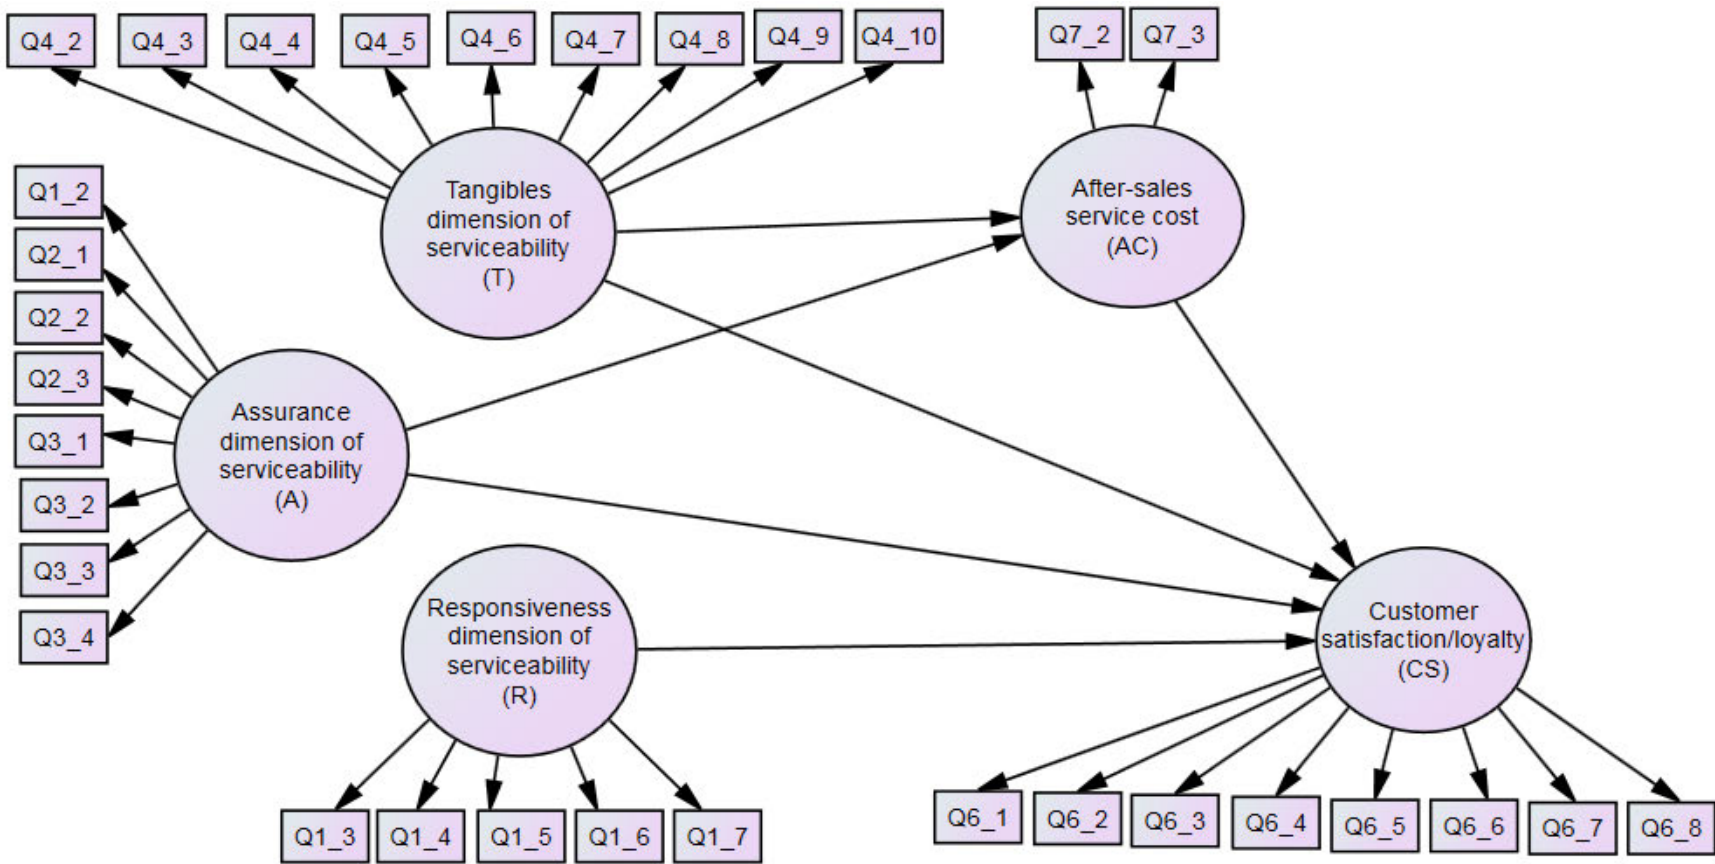 Q4_2
Q4_3
Q4_4
Q4_5
Q4_6
Q4_7
Q4_8
Q4_9
Q4_10
Q7_2
Q7_3
Tangibles
dimension of
serviceability
(T)
After-sales
service cost
(AC)
Q1_2
Q2_1
Q2_2
Q2_3
Q3_1
Q3_2
Q3_3
Q3_4
Assurance
dimension of
serviceability
(A)
Responsiveness
dimension of
serviceability
(R)
Customer
satisfaction/loyalty
(CS)
Q1_3
Q1_4
Q1_5
Q1_6
Q1_7
Q6_1
Q6_2
Q6_3
Q6_4
Q6_5
Q6_6
Q6_7
Q6_8